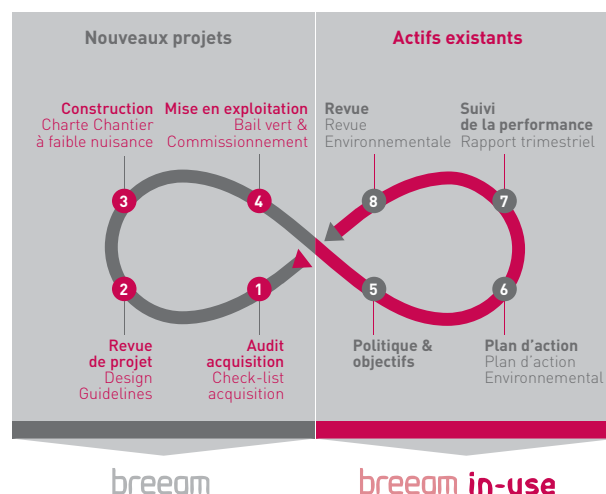 Nouveaux projets
Actifs existants
Construction
Charte Chantier
à faible nuisance
Mise en exploitation
Bail vert &
Commissionnement
Revue
Revue
Environnementale
Suivi
de la performance
Rapport trimestriel
3
4
8
7
2
1
5
6
Revue
de projet
Design
Guidelines
Audit
acquisition
Check-list
acquisition
Politique &
objectifs
Plan d'action
Plan d'action
Environnemental
breeam
breeam in-use